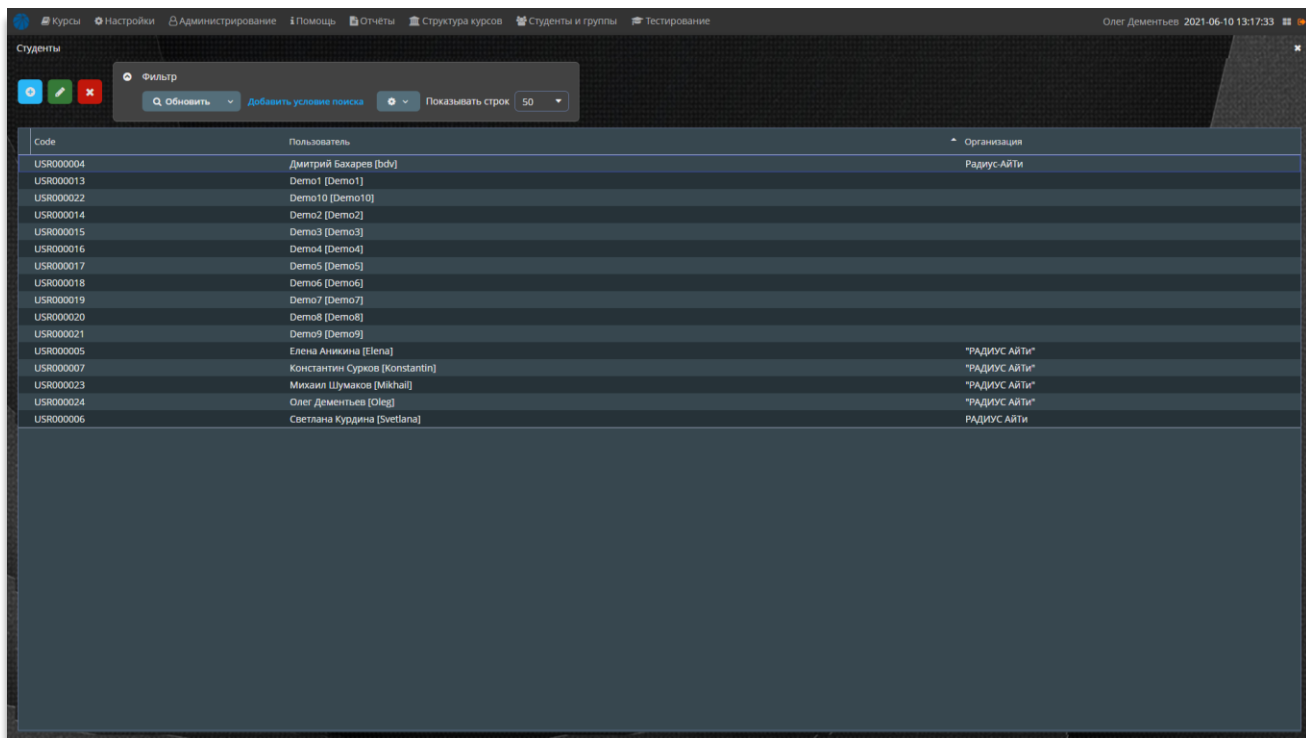 Курсы Настройки Администрирование Помощь Отчёты Структура курсов Студенты и группы Тестирование Олег Дементьев 2021-06-10 13:17:33
Студенты
Фильтр
Обновить Добавить условие поиска Показывать строк 50
Code Пользователь Организация
USR000004 Дмитрий Бахарев [bdv] Радиус-АйТи
USR000013 Demo1 [Demo1]
USR000022 Demo10 [Demo10]
USR000014 Demo2 [Demo2]
USR000015 Demo3 [Demo3]
USR000016 Demo4 [Demo4]
USR000017 Demo5 [Demo5]
USR000018 Demo6 [Demo6]
USR000019 Demo7 [Demo7]
USR000020 Demo8 [Demo8]
USR000021 Demo9 [Demo9]
USR000005 Елена Аникина [Elena] "РАДИУС АйТи"
USR000007 Константин Сурков [Konstantin] "РАДИУС АйТи"
USR000023 Михаил Шумаков [Mikhail] "РАДИУС АйТи"
USR000024 Олег Дементьев [Oleg] "РАДИУС АйТи"
USR000006 Светлана Курдина [Svetlana] РАДИУС АйТи